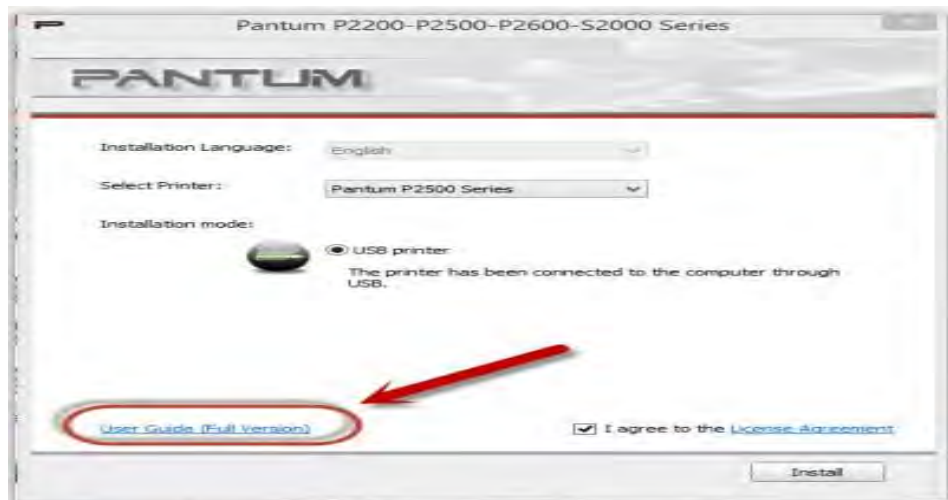 Pantum P2200-P2500-P2600-S2000 Series
PANTUM
Installation Language: English
Select Printer: Pantum P2500 Series
Installation mode:
USB printer
The printer has been connected to the computer through
USB.
User Guide (Full Version)
I agree to the License Agreement
Install